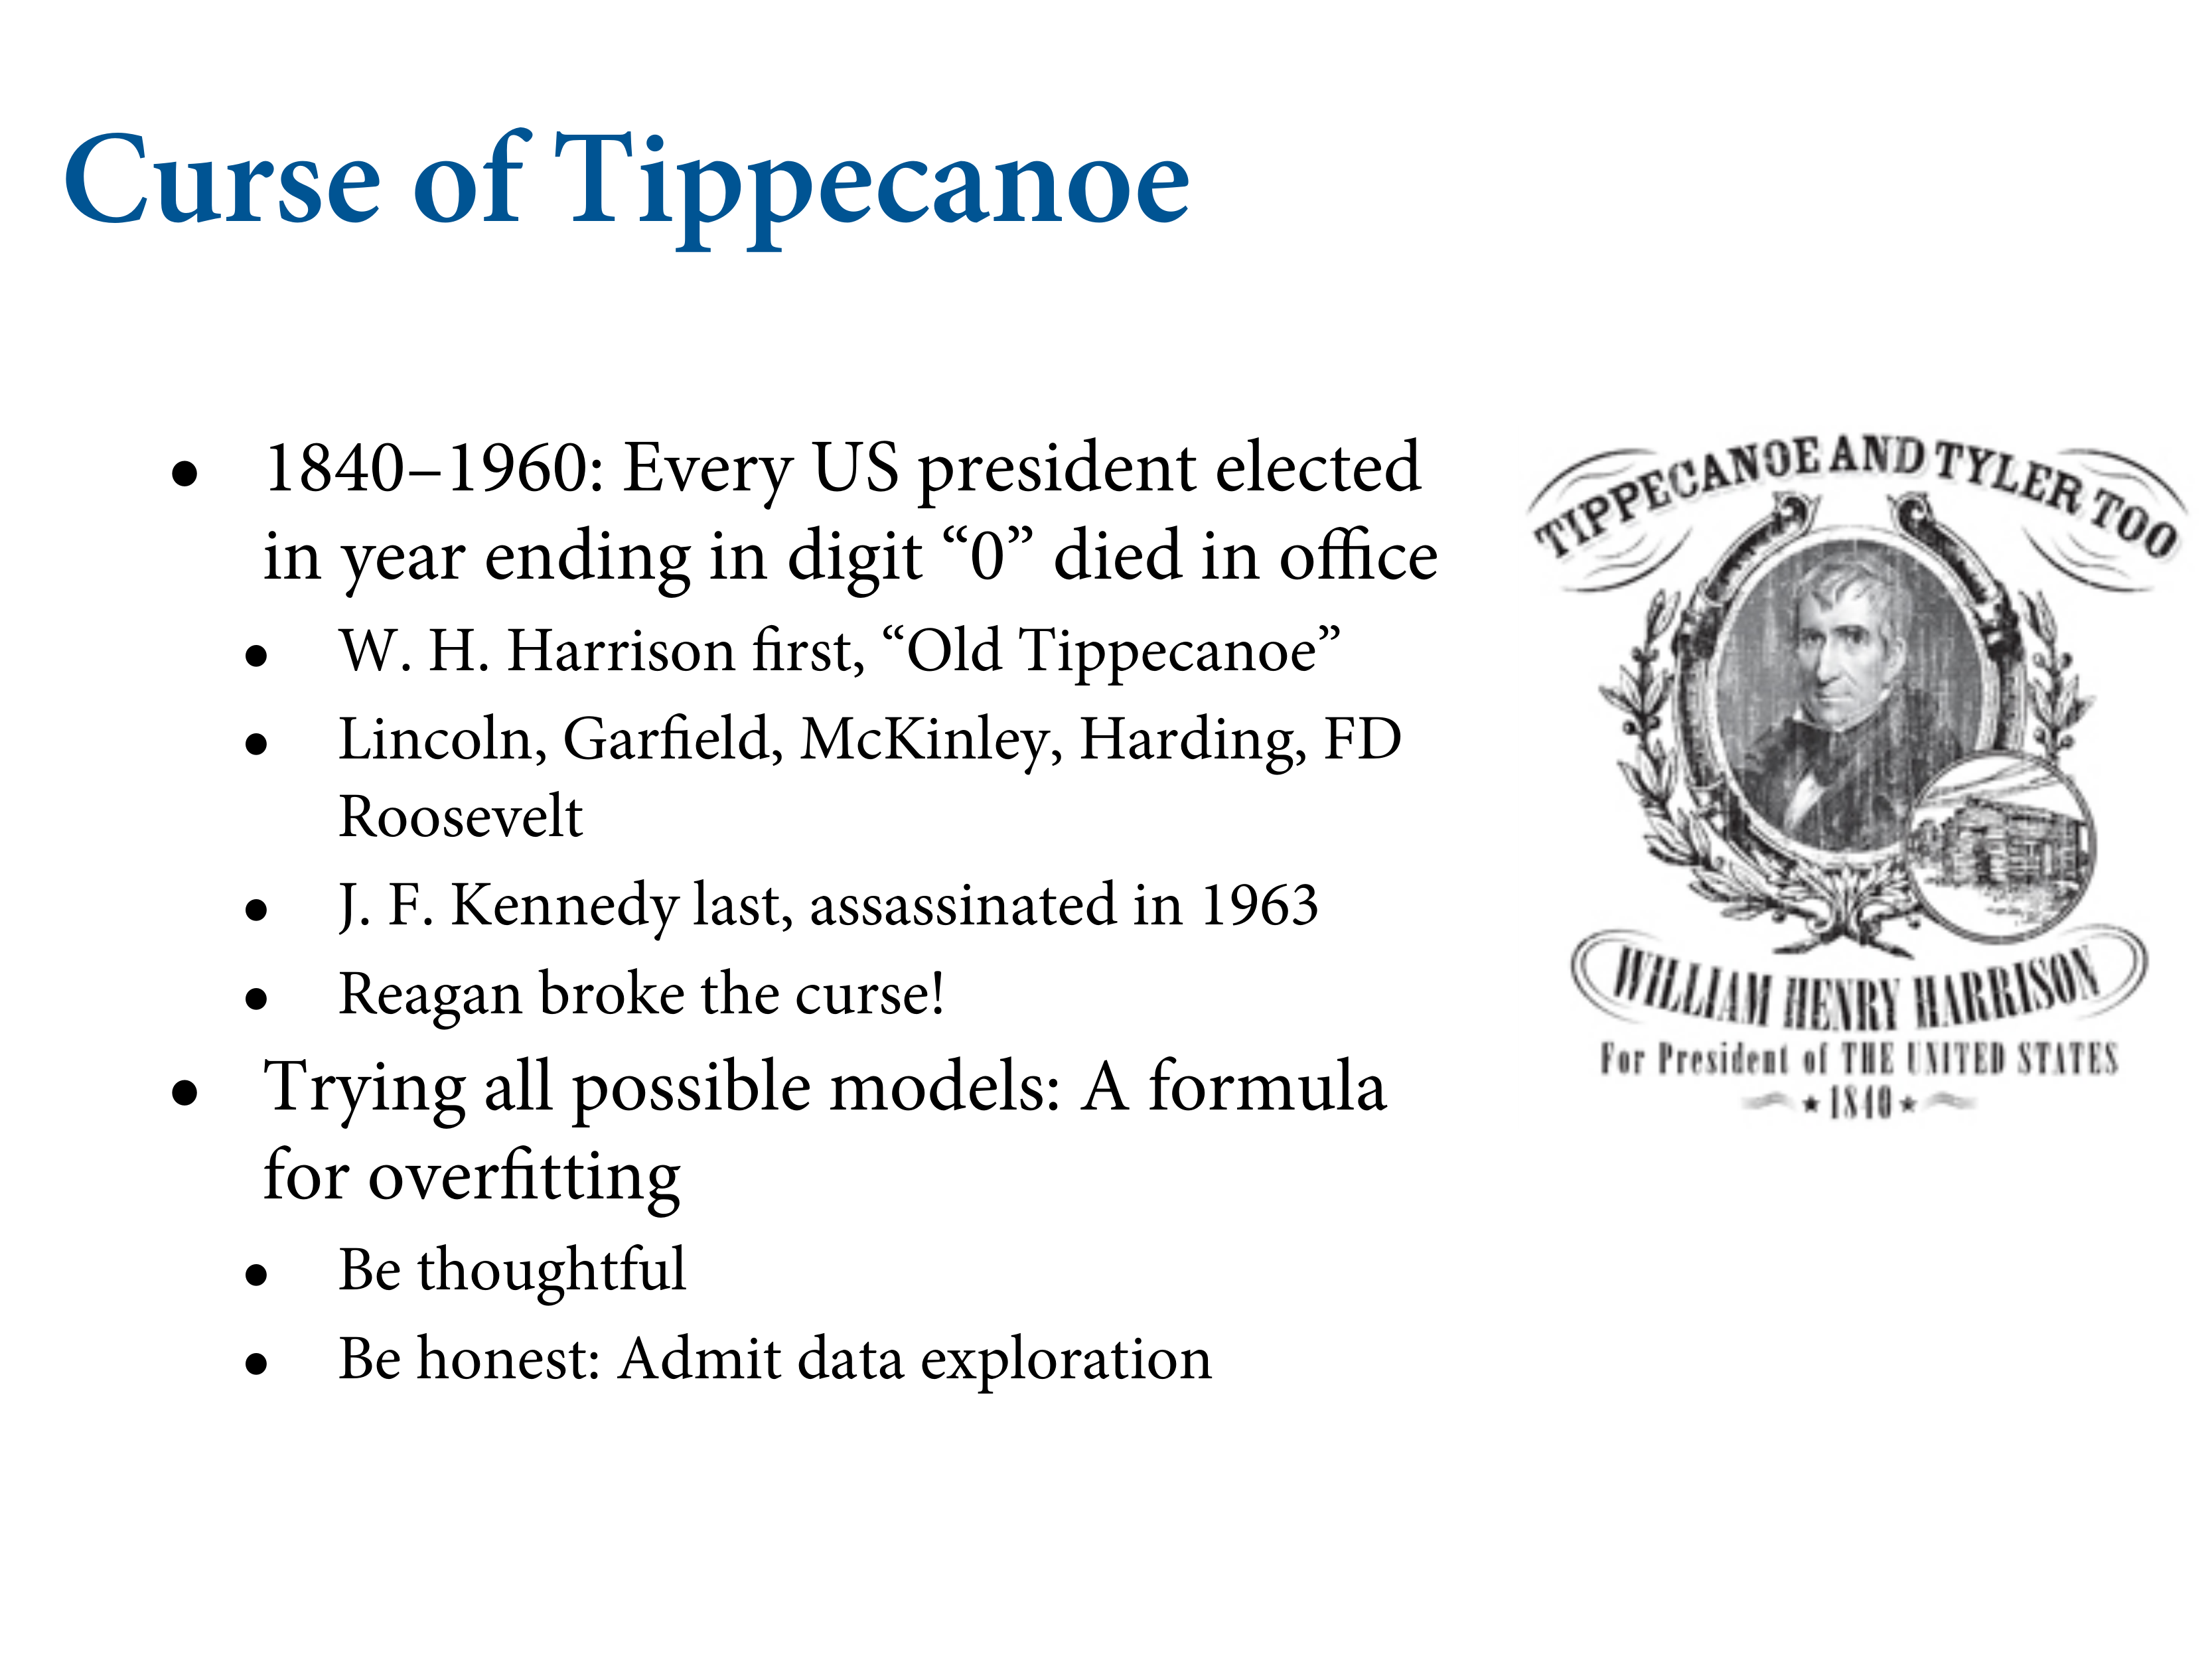 Curse of Tippecanoe
• 1840–1960: Every US president elected
in year ending in digit “0” died in office
• W. H. Harrison first, “Old Tippecanoe”
• Lincoln, Garfield, McKinley, Harding, FD
Roosevelt
• J. F. Kennedy last, assassinated in 1963
• Reagan broke the curse!
• Trying all possible models: A formula
for overfitting
• Be thoughtful
• Be honest: Admit data exploration
TIPPECANOE AND TYLER TOO
WILLIAM HENRY HARRISON
For President of THE UNITED STATES
★ 1840 ★